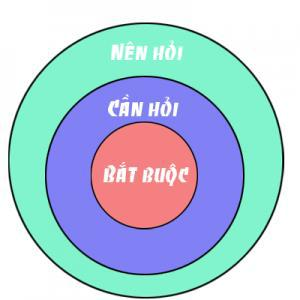 Nên hỏi
Cần hỏi
Bắt buộc